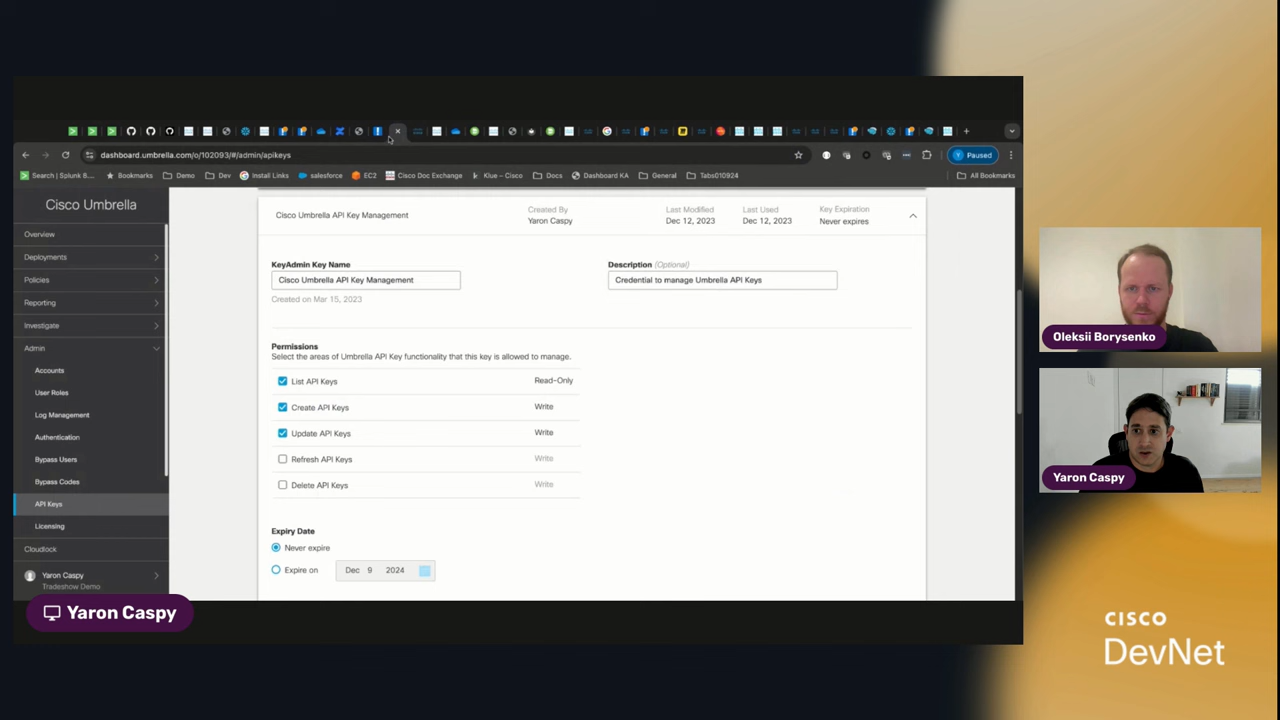 dashboard.umbrella.com/o/102093/#/admin/apikeys
Paused
Search | Splunk B...
Bookmarks
Demo
Dev
Install Links
salesforce
EC2
Cisco Doc Exchange
Klue – Cisco
Docs
Dashboard KA
General
Tabs010924
All Bookmarks
Cisco Umbrella
Overview
Deployments
Policies
Reporting
Investigate
Admin
Accounts
User Roles
Log Management
Authentication
Bypass Users
Bypass Codes
API Keys
Licensing
Cloudlock
Yaron Caspy
Tradeshow Demo
Cisco Umbrella API Key Management
Created By
Yaron Caspy
Last Modified
Dec 12, 2023
Last Used
Dec 12, 2023
Key Expiration
Never expires
KeyAdmin Key Name
Cisco Umbrella API Key Management
Created on Mar 15, 2023
Description (Optional)
Credential to manage Umbrella API Keys
Permissions
Select the areas of Umbrella API Key functionality that this key is allowed to manage.
List API Keys Read-Only
Create API Keys Write
Update API Keys Write
Refresh API Keys Write
Delete API Keys Write
Expiry Date
Never expire
Expire on Dec 9 2024
Yaron Caspy
Oleksii Borysenko
Yaron Caspy
CISCO
DevNet